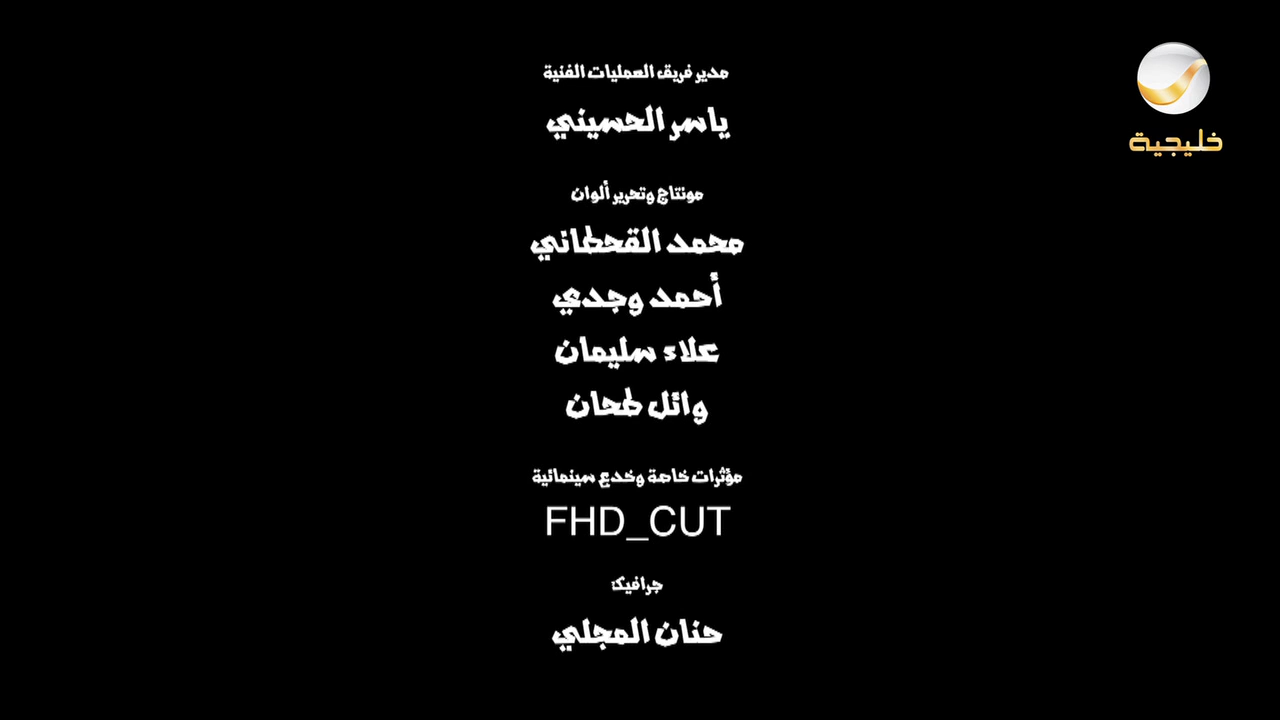 مدير فريق العمليات الفنية
ياسر الحسيني
مونتاج وتحرير ألوان
محمد القحطاني
أحمد وجدي
علاء سليمان
وائل طحان
مؤثرات خاصة وخدع سينمائية
FHD_CUT
جرافيك
حنان المجلي
خليجية